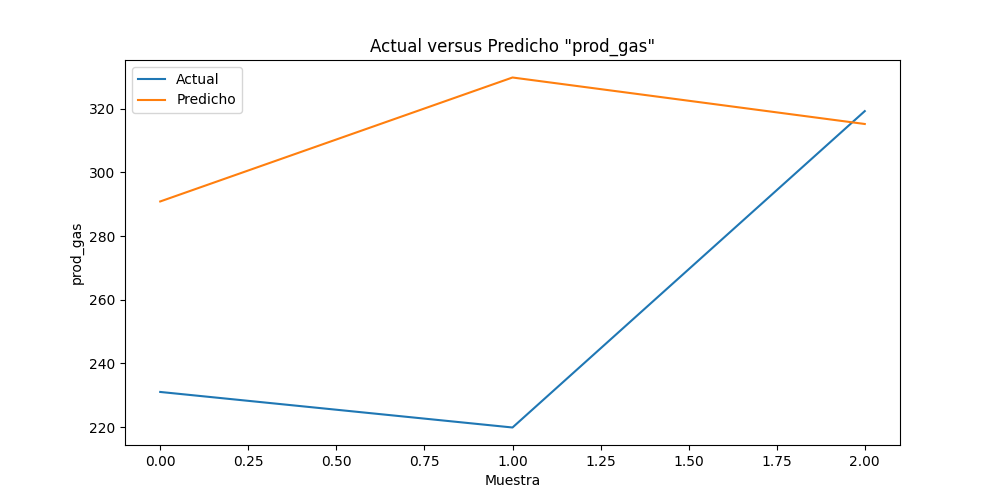 Actual versus Predicho "prod_gas"
Actual
Predicho
320
300
280
260
240
220
prod_gas
0.00 0.25 0.50 0.75 1.00 1.25 1.50 1.75 2.00
Muestra